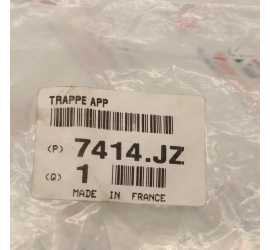 TRAPPE APP
(P) 7414.JZ
(Q) 1
MADE IN FRANCE